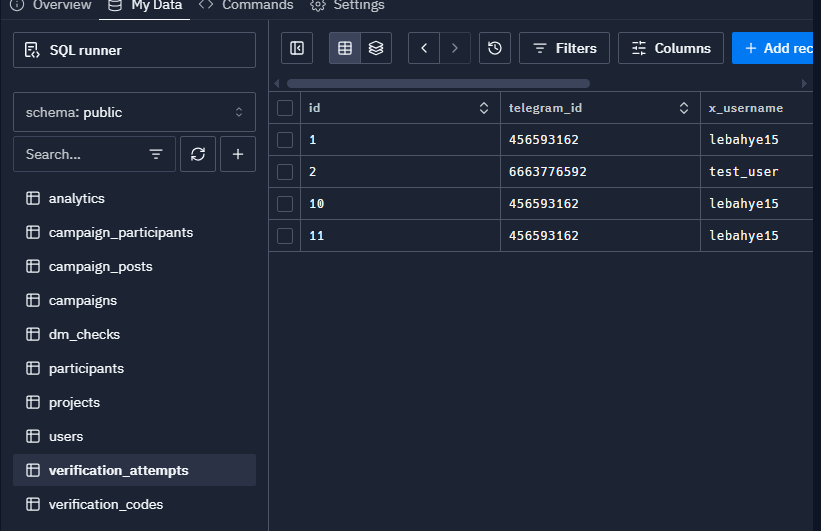 Overview My Data Commands Settings
SQL runner
Filters Columns Add rec
schema: public
Search...
id telegram_id x_username
1 456593162 lebahye15
2 6663776592 test_user
10 456593162 lebahye15
11 456593162 lebahye15
analytics
campaign_participants
campaign_posts
campaigns
dm_checks
participants
projects
users
verification_attempts
verification_codes